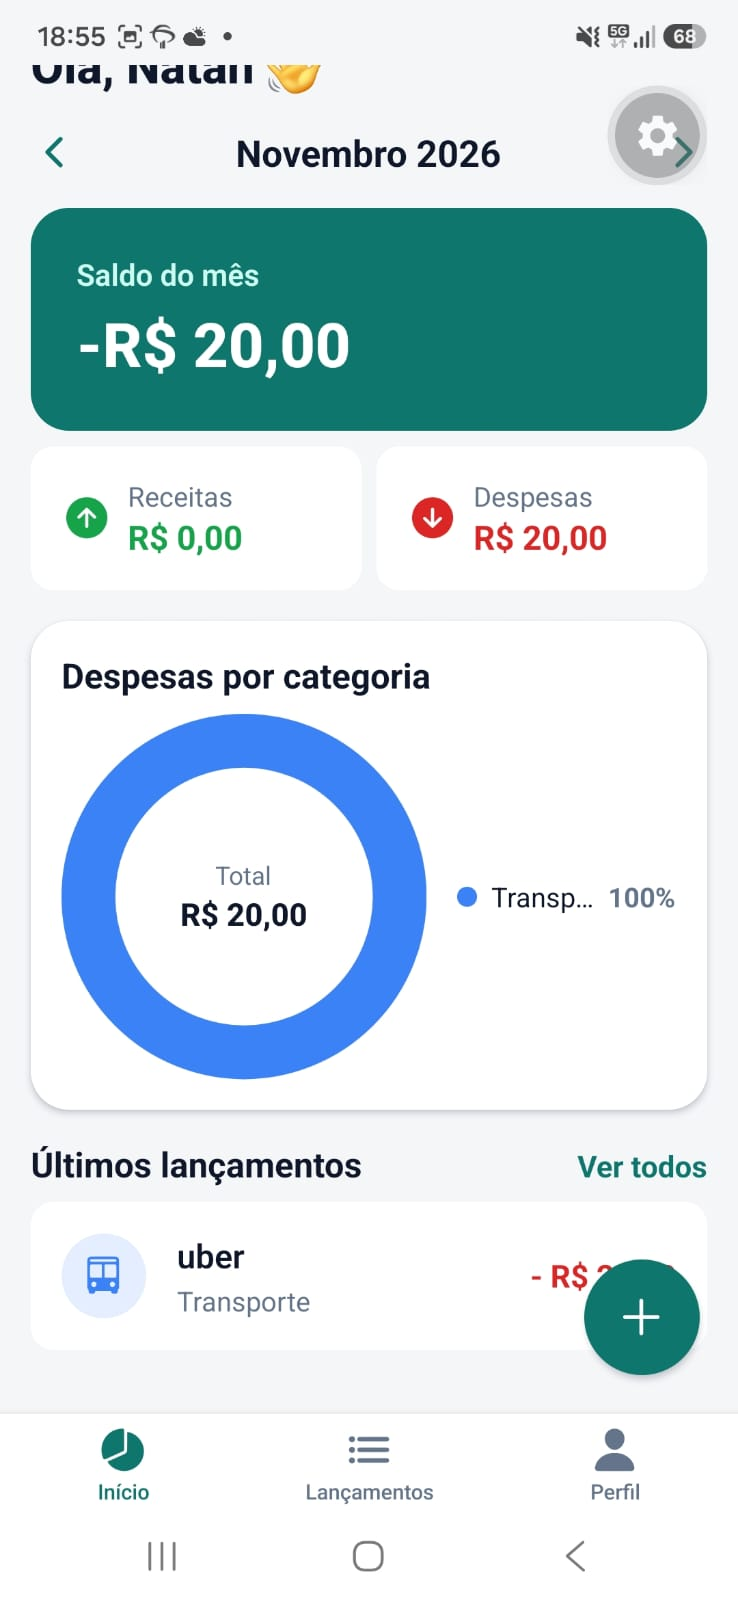 18:55
5G
68
Olá, Natan 👋
Novembro 2026
Saldo do mês
-R$ 20,00
Receitas
R$ 0,00
Despesas
R$ 20,00
Despesas por categoria
Total
R$ 20,00
Transp... 100%
Últimos lançamentos
Ver todos
uber
- R$
Transporte
Início
Lançamentos
Perfil